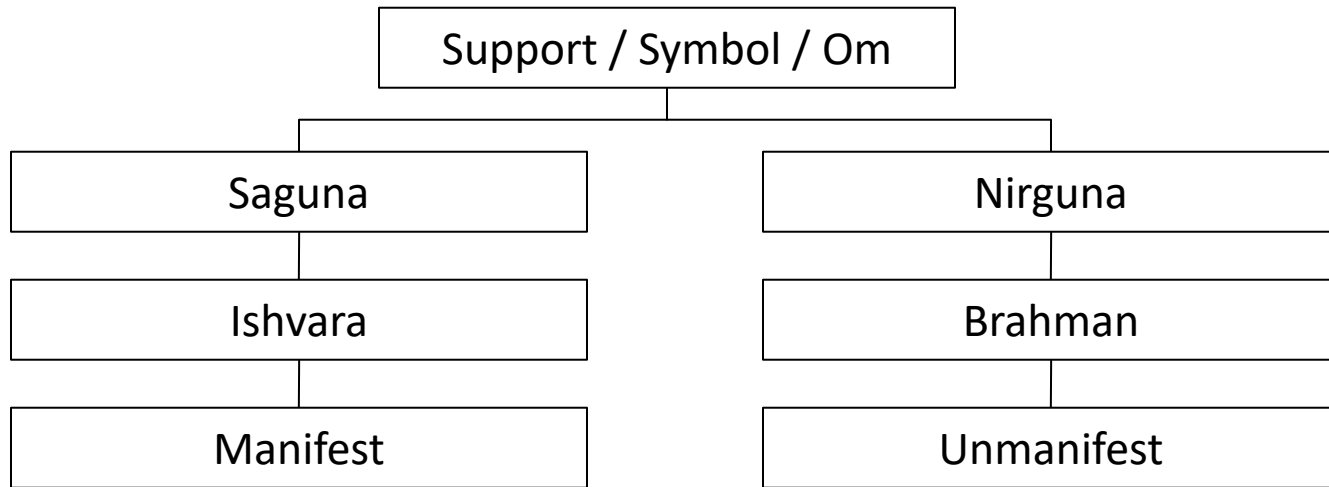 Support / Symbol / Om
Saguna
Nirguna
Ishvara
Brahman
Manifest
Unmanifest